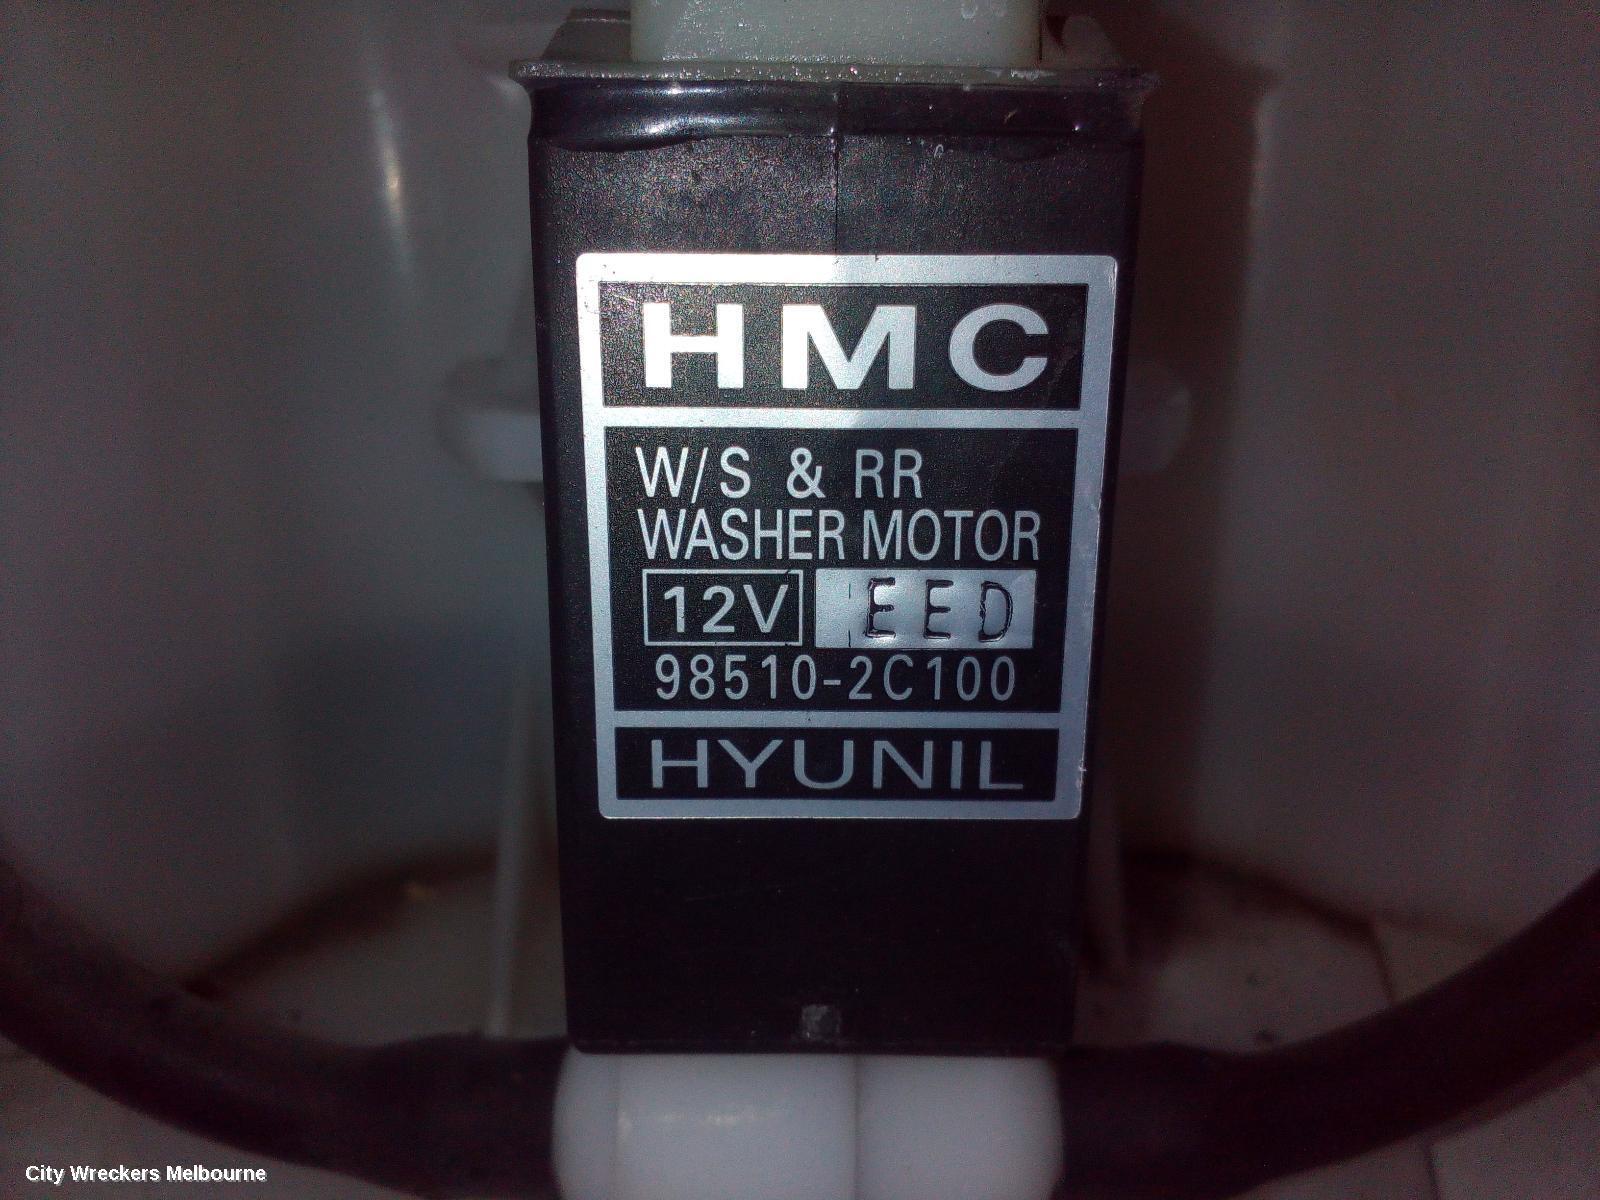 HMC
W/S & RR
WASHER MOTOR
12V EED
98510-2C100
HYUNIL
City Wreckers Melbourne